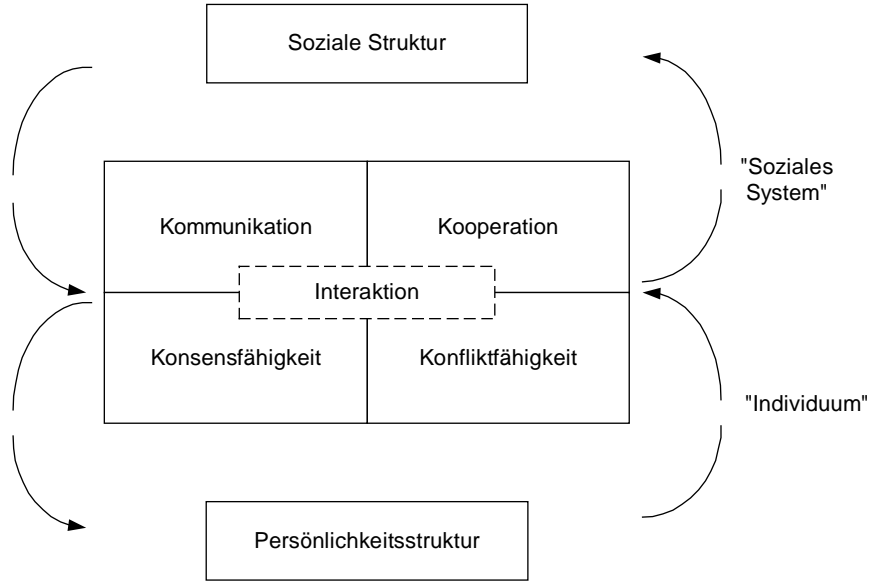 Soziale Struktur
"Soziales
System"
Kommunikation
Kooperation
Interaktion
Konsensfähigkeit
Konfliktfähigkeit
"Individuum"
Persönlichkeitsstruktur